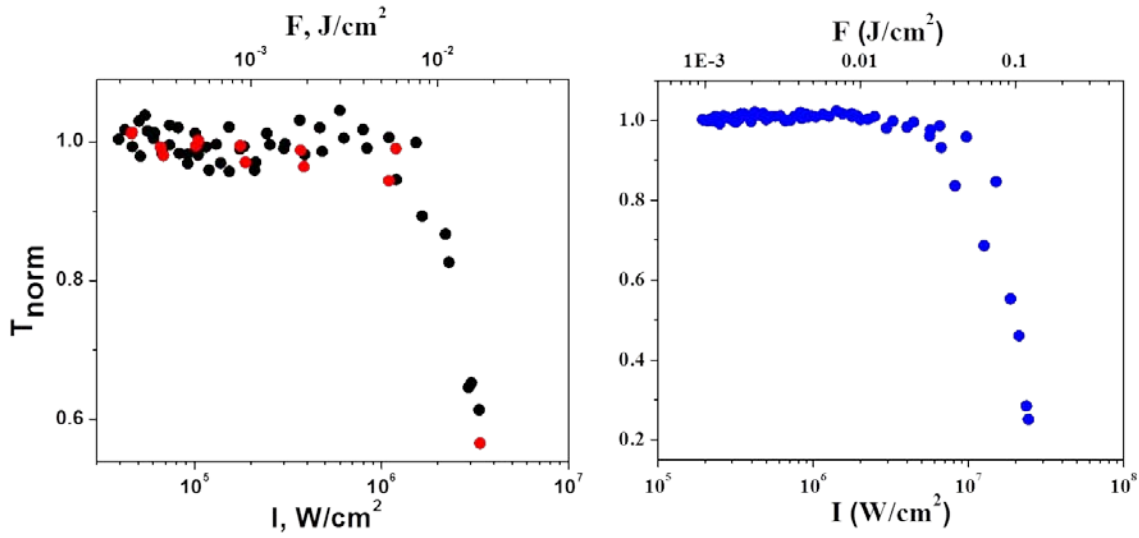 F, J/cm²
10⁻³ 10⁻²
1.0
0.8
0.6
T_norm
10⁵ 10⁶ 10⁷
I, W/cm²
F (J/cm²)
1E-3 0.01 0.1
1.0
0.8
0.6
0.4
0.2
10⁵ 10⁶ 10⁷ 10⁸
I (W/cm²)